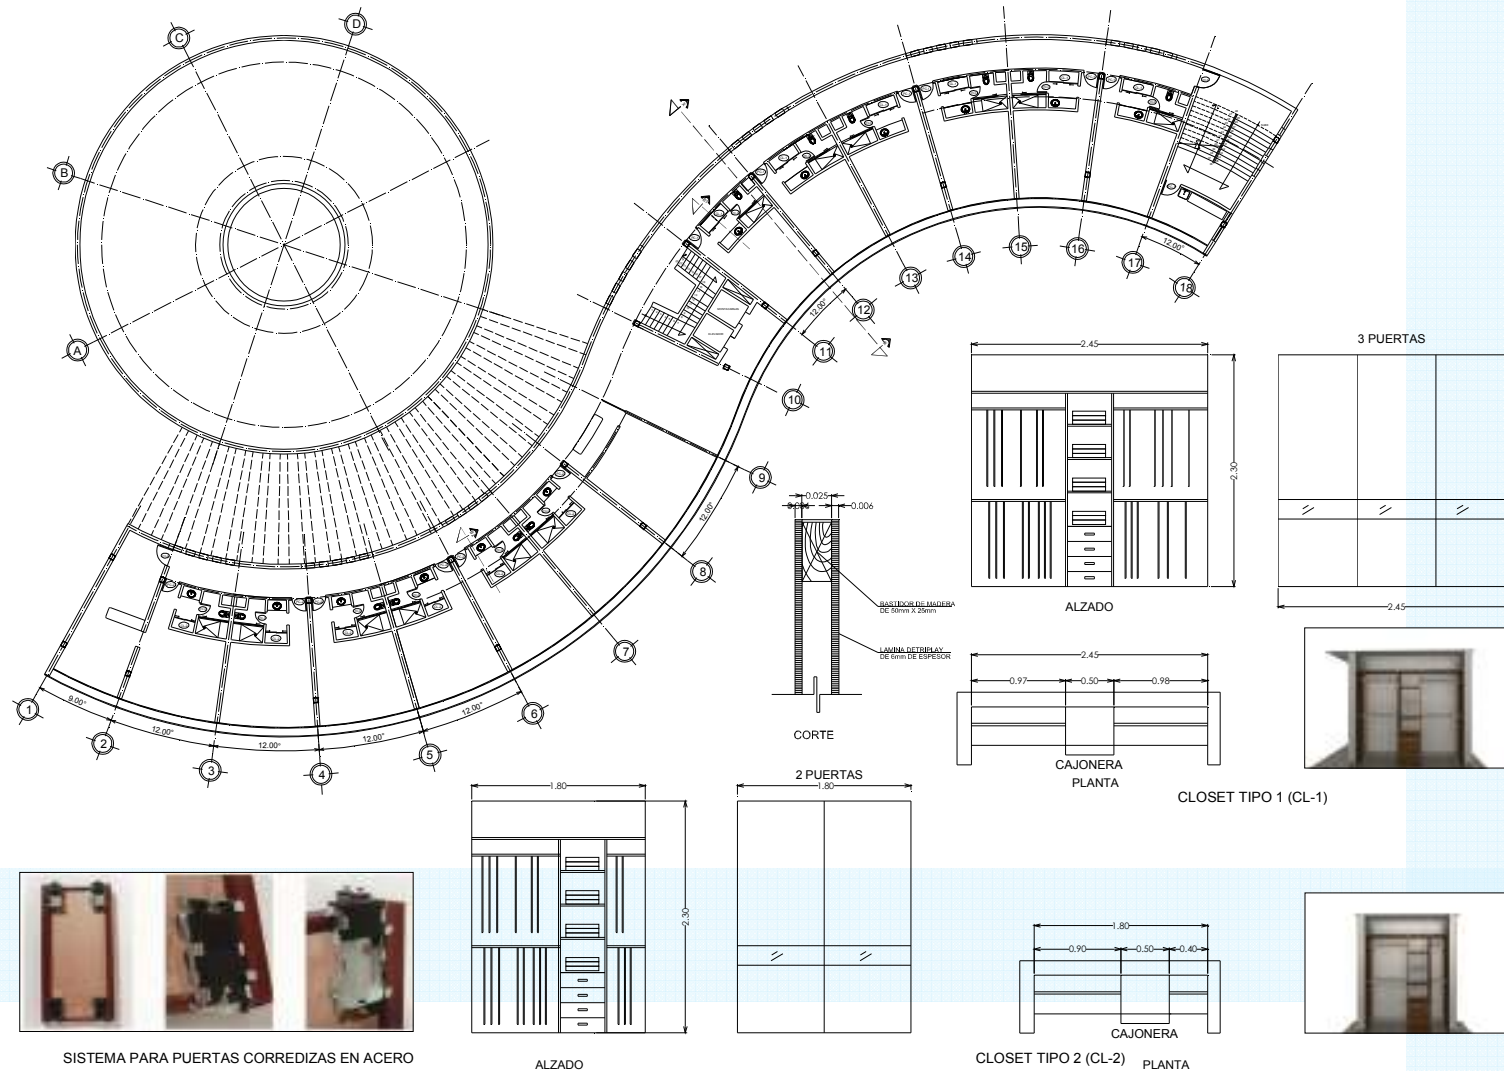 D
C
B
A
1
2
3
4
5
6
7
8
9
10
11
12
13
14
15
16
17
18
9.00°
12.00°
12.00°
12.00°
12.00°
12.00°
12.00°
12.00°
0.025
0.006
BASTIDOR DE MADERA
DE 50mm X 25mm
LAMINA DETRIPLAY
DE 6mm DE ESPESOR
CORTE
2.45
2.30
ALZADO
3 PUERTAS
2.45
2.45
0.97
0.50
0.98
CAJONERA
PLANTA
CLOSET TIPO 1 (CL-1)
1.80
2.30
ALZADO
2 PUERTAS
1.80
1.80
0.90
0.50
0.40
CAJONERA
CLOSET TIPO 2 (CL-2)
PLANTA
SISTEMA PARA PUERTAS CORREDIZAS EN ACERO